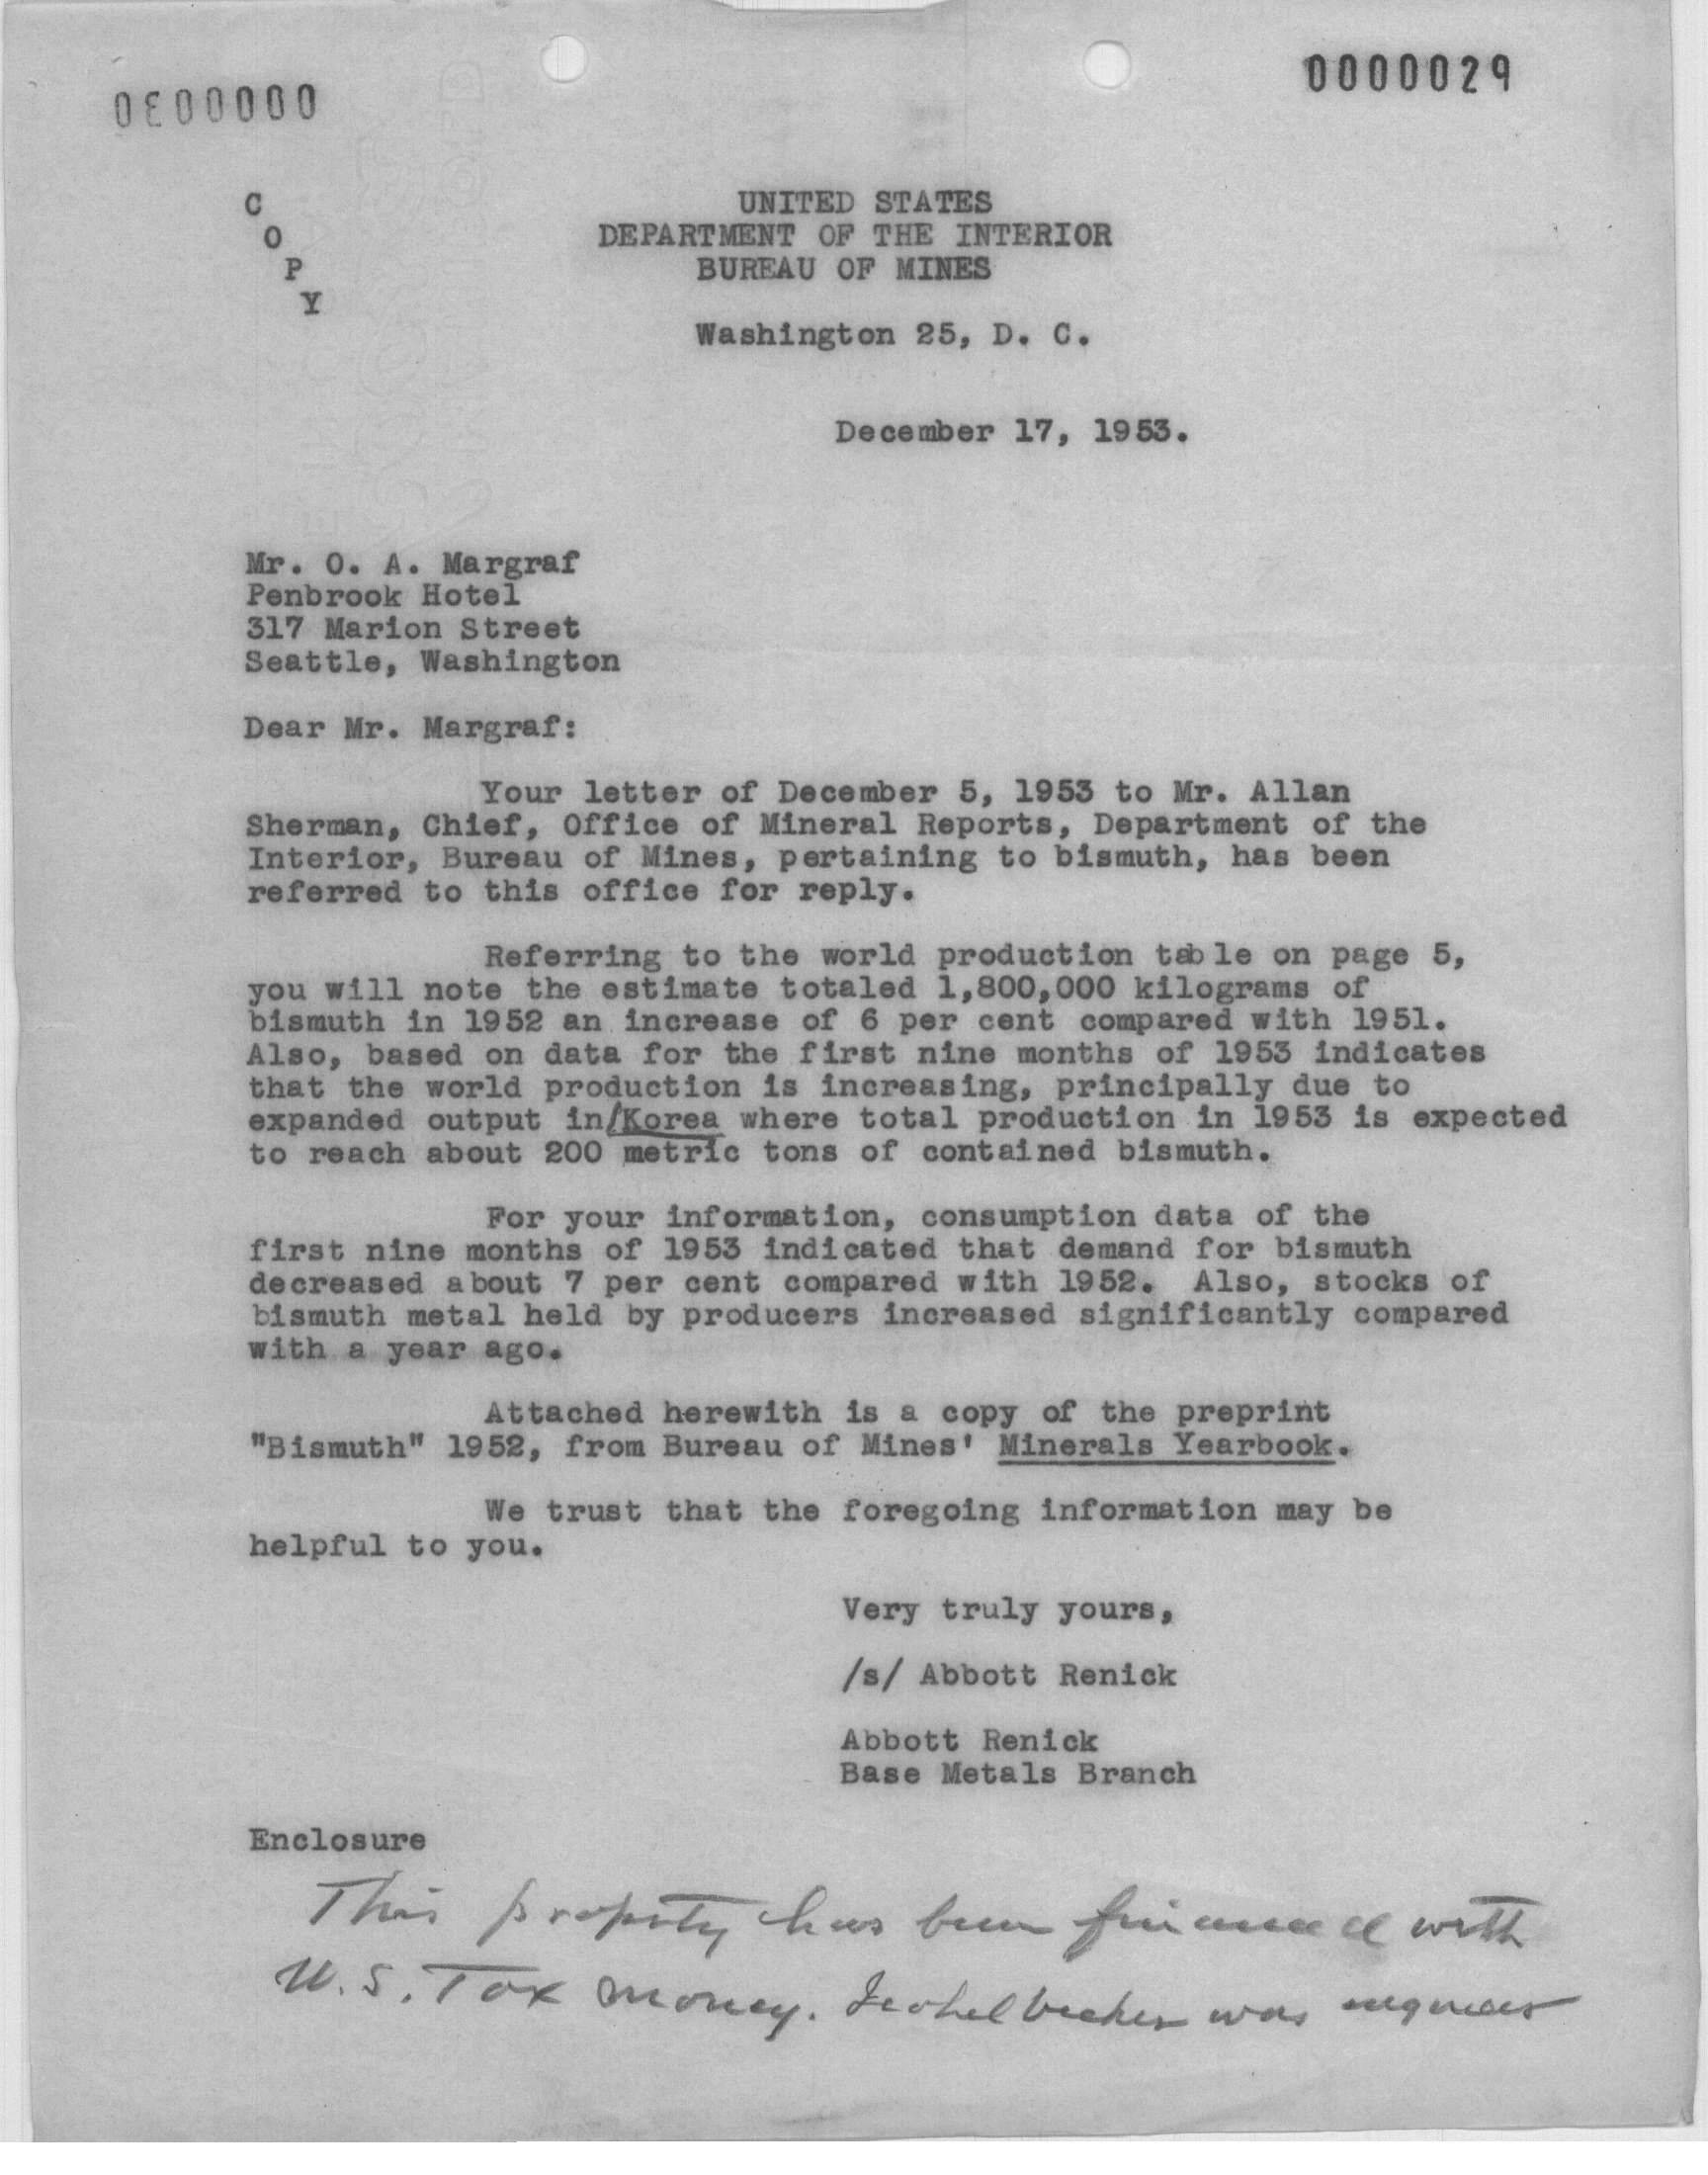 0000029
0000030
C
O
P
Y
UNITED STATES
DEPARTMENT OF THE INTERIOR
BUREAU OF MINES
Washington 25, D. C.
December 17, 1953.
Mr. O. A. Margraf
Penbrook Hotel
317 Marion Street
Seattle, Washington
Dear Mr. Margraf:
Your letter of December 5, 1953 to Mr. Allan
Sherman, Chief, Office of Mineral Reports, Department of the
Interior, Bureau of Mines, pertaining to bismuth, has been
referred to this office for reply.
Referring to the world production table on page 5,
you will note the estimate totaled 1,800,000 kilograms of
bismuth in 1952 an increase of 6 per cent compared with 1951.
Also, based on data for the first nine months of 1953 indicates
that the world production is increasing, principally due to
expanded output in/Korea where total production in 1953 is expected
to reach about 200 metric tons of contained bismuth.
For your information, consumption data of the
first nine months of 1953 indicated that demand for bismuth
decreased about 7 per cent compared with 1952. Also, stocks of
bismuth metal held by producers increased significantly compared
with a year ago.
Attached herewith is a copy of the preprint
"Bismuth" 1952, from Bureau of Mines' Minerals Yearbook.
We trust that the foregoing information may be
helpful to you.
Very truly yours,
/s/ Abbott Renick
Abbott Renick
Base Metals Branch
Enclosure
This property has been financed with
U.S. Tax money. was